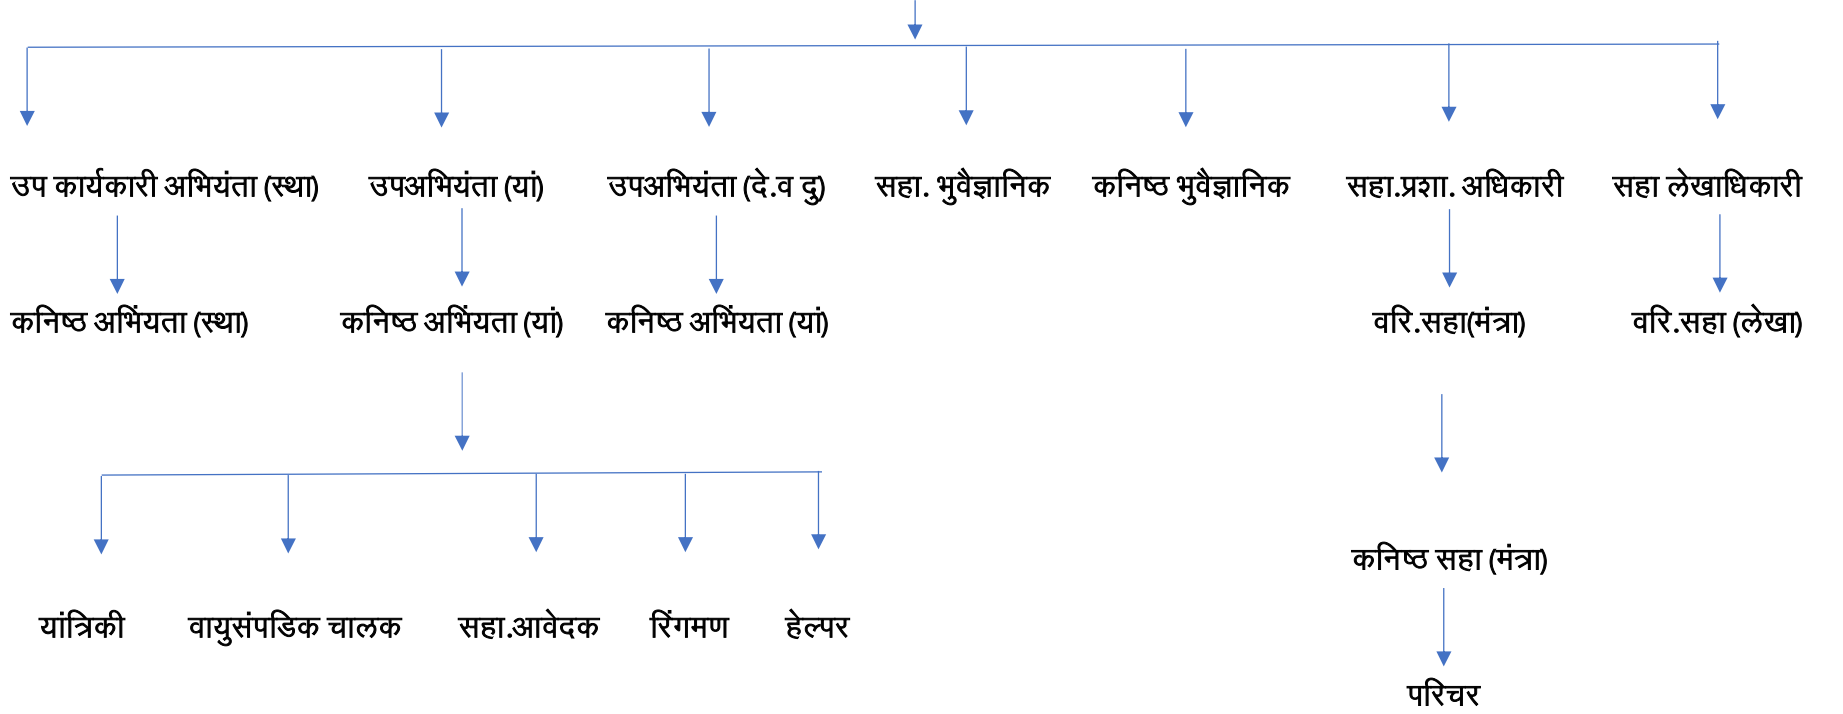 उप कार्यकारी अभियंता (स्था) उपअभियंता (यां) उपअभियंता (दे.व दु) सहा. भुवैज्ञानिक कनिष्ठ भुवैज्ञानिक सहा.प्रशा. अधिकारी सहा लेखाधिकारी
कनिष्ठ अभिंयता (स्था) कनिष्ठ अभिंयता (यां) कनिष्ठ अभिंयता (यां) वरि.सहा(मंत्रा) वरि.सहा (लेखा)
कनिष्ठ सहा (मंत्रा)
यांत्रिकी वायुसंपडिक चालक सहा.आवेदक रिंगमण हेल्पर
परिचर